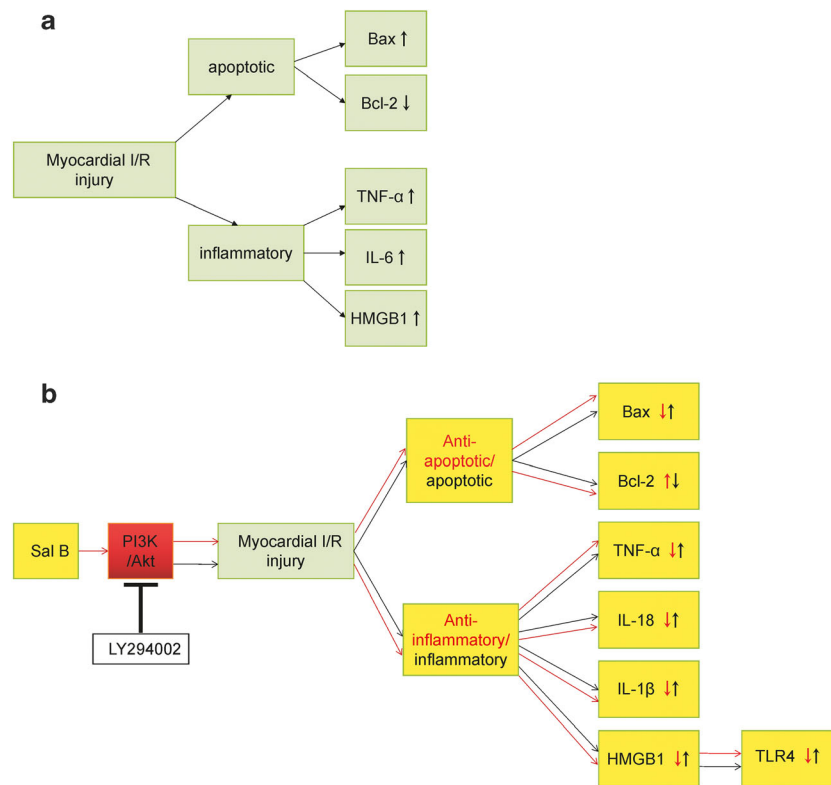 a
Bax ↑
apoptotic
Bcl-2 ↓
Myocardial I/R
injury
TNF-α ↑
inflammatory
IL-6 ↑
HMGB1 ↑
b
Bax ↓↑
Anti-
apoptotic/
apoptotic
Bcl-2 ↑↓
Sal B
PI3K
/Akt
Myocardial I/R
injury
TNF-α ↓↑
Anti-
inflammatory/
inflammatory
IL-18 ↓↑
IL-1β ↓↑
LY294002
HMGB1 ↓↑
TLR4 ↓↑